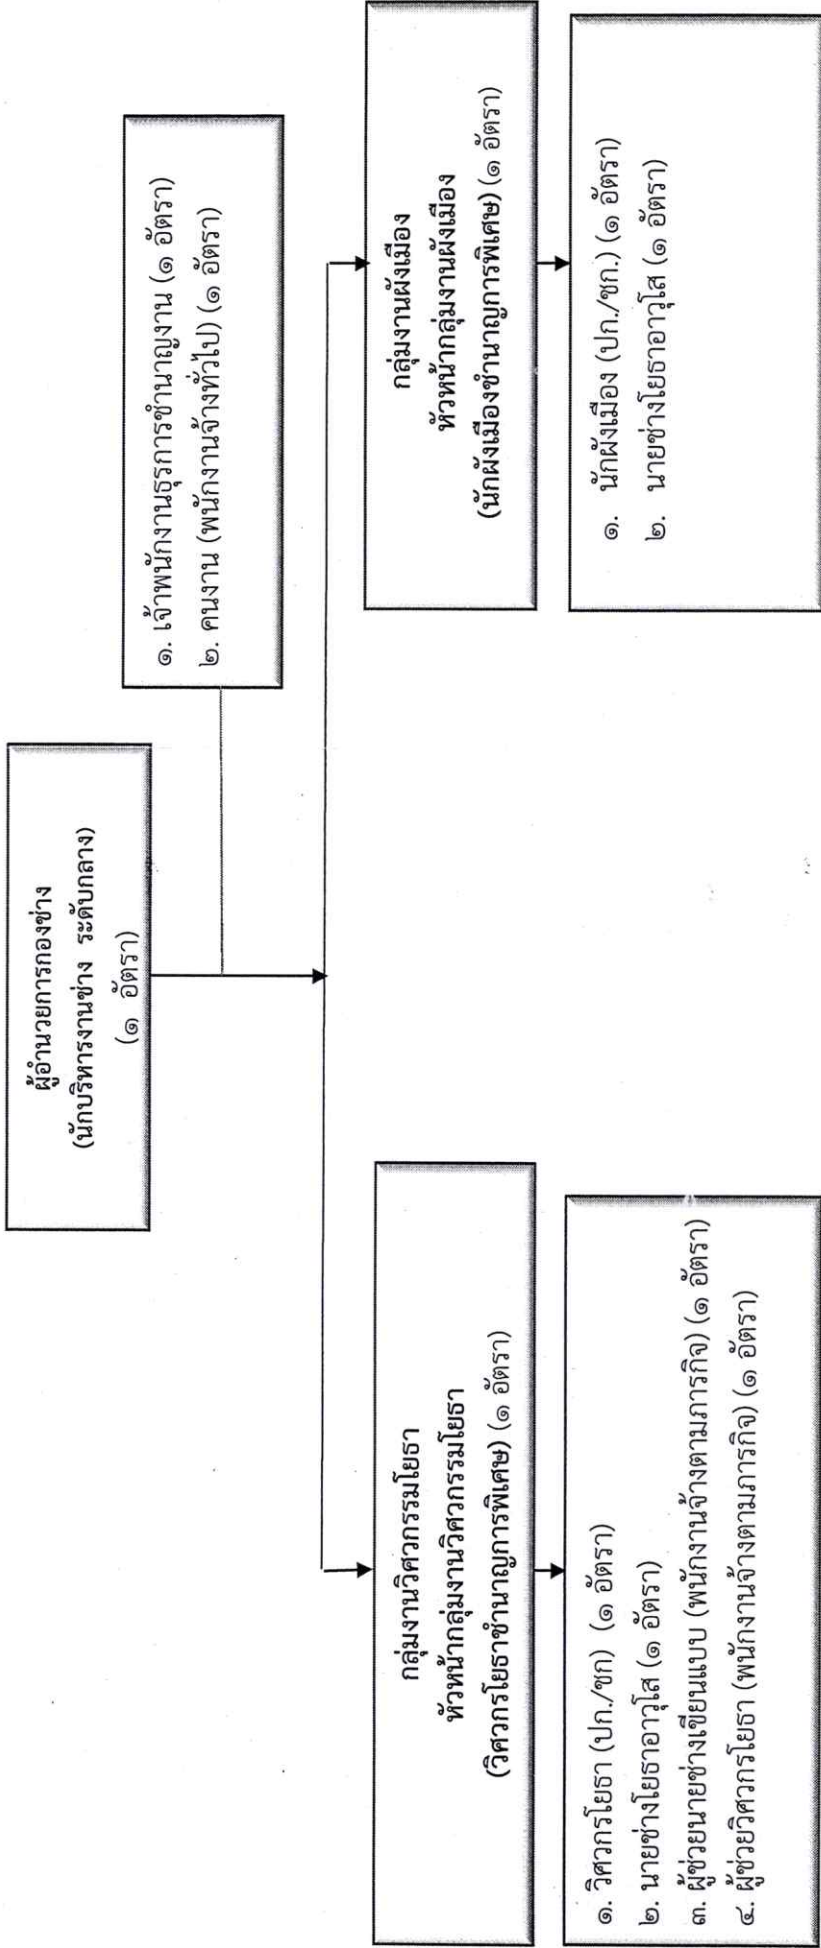 ผู้อำนวยการกองช่าง
(นักบริหารงานช่าง ระดับกลาง)
(๑ อัตรา)
๑. เจ้าพนักงานธุรการชำนาญงาน (๑ อัตรา)
๒. คนงาน (พนักงานจ้างทั่วไป) (๑ อัตรา)
กลุ่มงานวิศวกรรมโยธา
หัวหน้ากลุ่มงานวิศวกรรมโยธา
(วิศวกรโยธาชำนาญการพิเศษ) (๑ อัตรา)
๑. วิศวกรโยธา (ปก./ชก) (๑ อัตรา)
๒. นายช่างโยธาอาวุโส (๑ อัตรา)
๓. ผู้ช่วยนายช่างเขียนแบบ (พนักงานจ้างตามภารกิจ) (๑ อัตรา)
๔. ผู้ช่วยวิศวกรโยธา (พนักงานจ้างตามภารกิจ) (๑ อัตรา)
กลุ่มงานผังเมือง
หัวหน้ากลุ่มงานผังเมือง
(นักผังเมืองชำนาญการพิเศษ) (๑ อัตรา)
๑. นักผังเมือง (ปก./ชก.) (๑ อัตรา)
๒. นายช่างโยธาอาวุโส (๑ อัตรา)